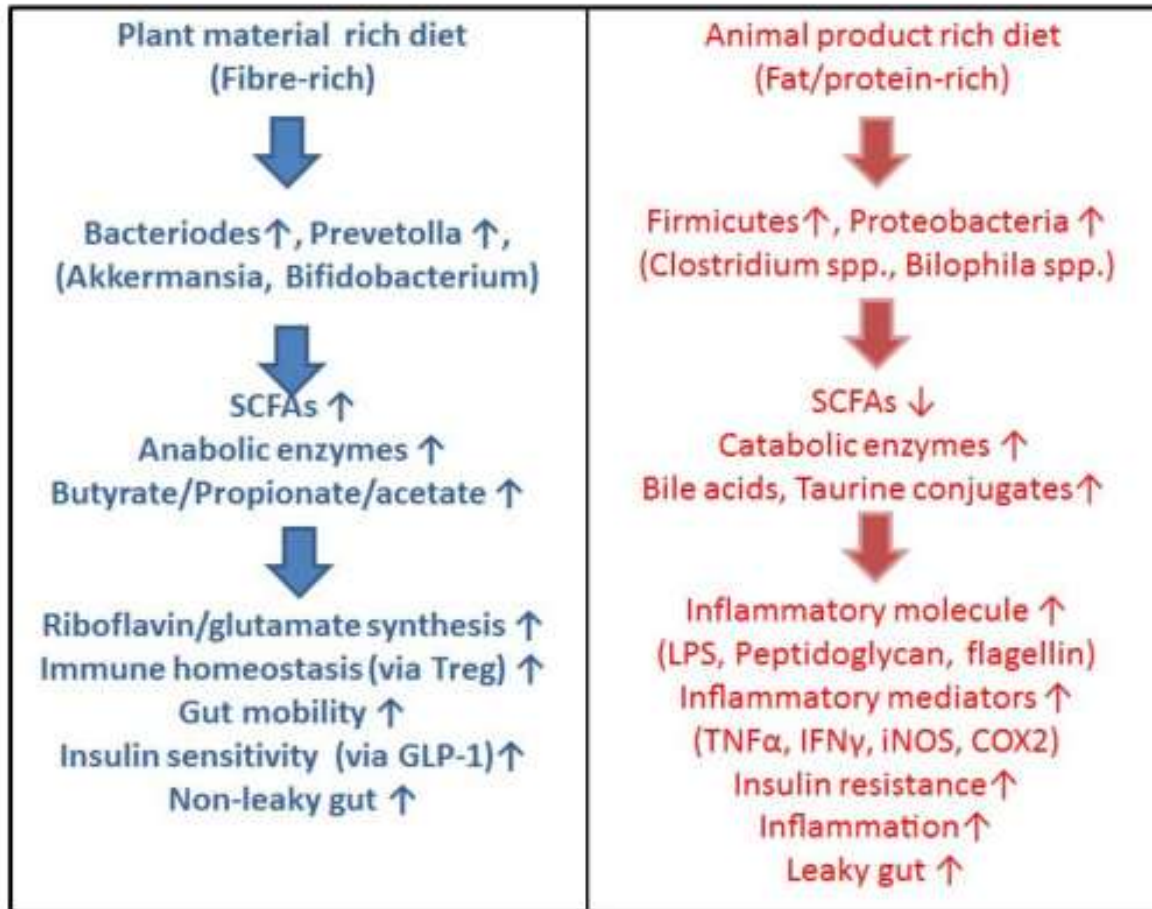 Plant material rich diet
(Fibre-rich)
Bacteriodes↑, Prevetolla ↑,
(Akkermansia, Bifidobacterium)
SCFAs ↑
Anabolic enzymes ↑
Butyrate/Propionate/acetate ↑
Riboflavin/glutamate synthesis ↑
Immune homeostasis (via Treg) ↑
Gut mobility ↑
Insulin sensitivity (via GLP-1)↑
Non-leaky gut ↑
Animal product rich diet
(Fat/protein-rich)
Firmicutes↑, Proteobacteria ↑
(Clostridium spp., Bilophila spp.)
SCFAs ↓
Catabolic enzymes ↑
Bile acids, Taurine conjugates↑
Inflammatory molecule ↑
(LPS, Peptidoglycan, flagellin)
Inflammatory mediators ↑
(TNFα, IFNγ, iNOS, COX2)
Insulin resistance↑
Inflammation↑
Leaky gut ↑